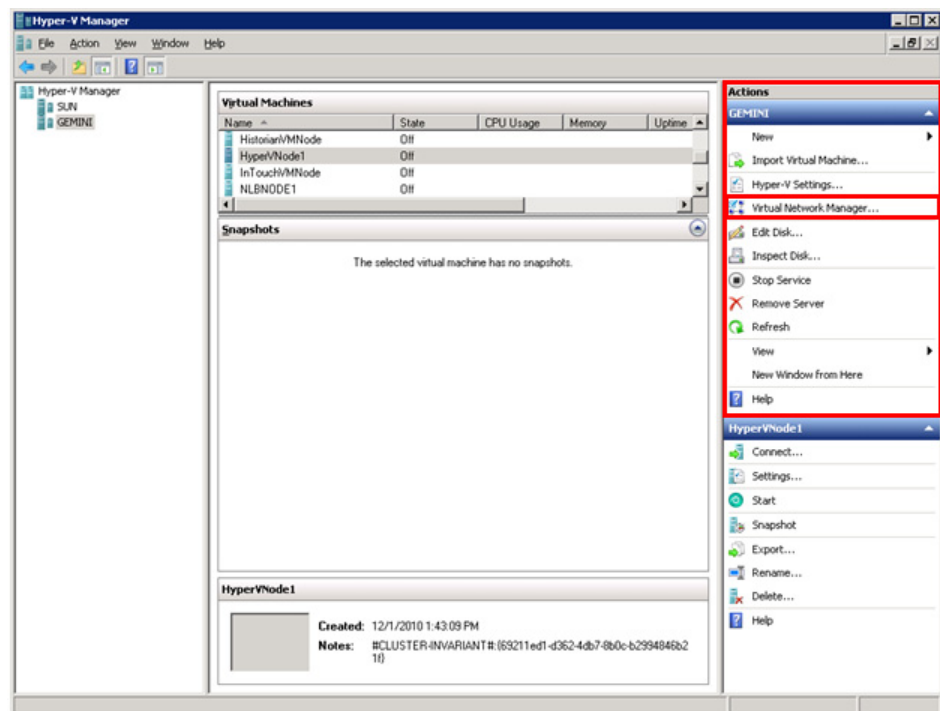 Hyper-V Manager
File Action View Window Help
Hyper-V Manager
SUN
GEMINI
Virtual Machines
Name State CPU Usage Memory Uptime
HistorianVMNode Off
HyperVNode1 Off
InTouchVMNode Off
NLBNODE1 Off
Snapshots
The selected virtual machine has no snapshots.
HyperVNode1
Created: 12/1/2010 1:43:09 PM
Notes: #CLUSTER-INVARIANT#:{69211ed1-d362-4db7-8b0c-b2994846b2
1f}
Actions
GEMINI
New
Import Virtual Machine...
Hyper-V Settings...
Virtual Network Manager...
Edit Disk...
Inspect Disk...
Stop Service
Remove Server
Refresh
View
New Window from Here
Help
HyperVNode1
Connect...
Settings...
Start
Snapshot
Export...
Rename...
Delete...
Help